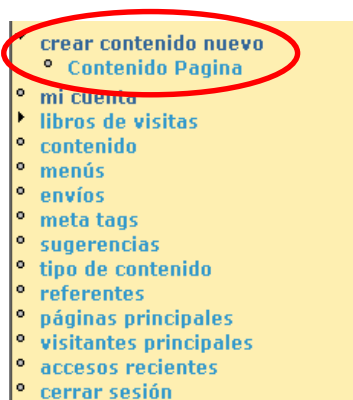 crear contenido nuevo
Contenido Pagina
mi cuenta
libros de visitas
contenido
menús
envíos
meta tags
sugerencias
tipo de contenido
referentes
páginas principales
visitantes principales
accesos recientes
cerrar sesión